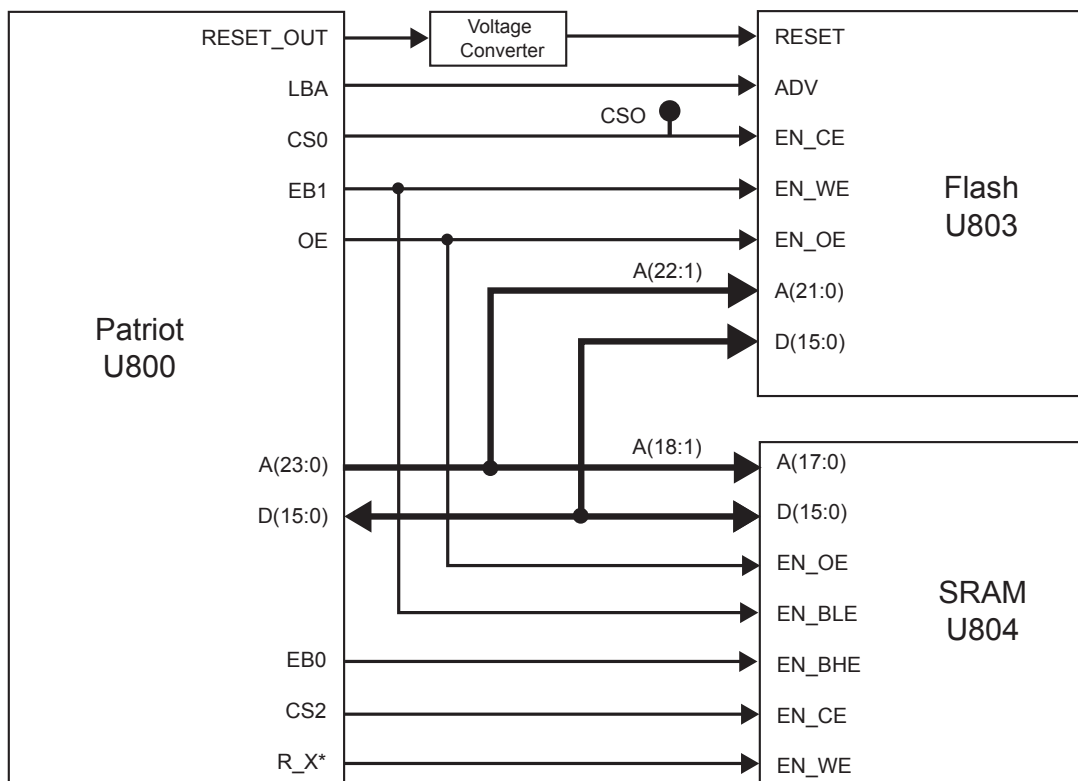 RESET_OUT
LBA
CS0
EB1
OE
Patriot
U800
A(23:0)
D(15:0)
EB0
CS2
R_X*
Voltage
Converter
CSO
A(22:1)
A(18:1)
RESET
ADV
EN_CE
EN_WE
EN_OE
A(21:0)
D(15:0)
Flash
U803
A(17:0)
D(15:0)
EN_OE
EN_BLE
EN_BHE
EN_CE
EN_WE
SRAM
U804